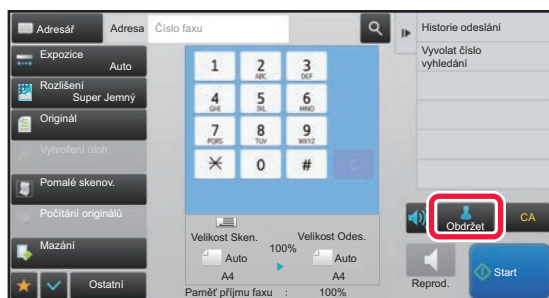 Adresář
Adresa
Číslo faxu
Historie odeslání
Vyvolat číslo
vyhledání
Expozice
Auto
Rozlišení
Super Jemný
Originál
Vytvoření úloh
Pomalé skenov.
Počítání originálů
Mazání
Ostatní
1
2
ABC
3
DEF
4
GHI
5
JKL
6
MNO
7
PQRS
8
TUV
9
WXYZ
0
#
C
Velikost Sken.
100%
Velikost Odes.
Auto
A4
Auto
A4
Paměť příjmu faxu : 100%
Obdržet
CA
Reprod.
Start